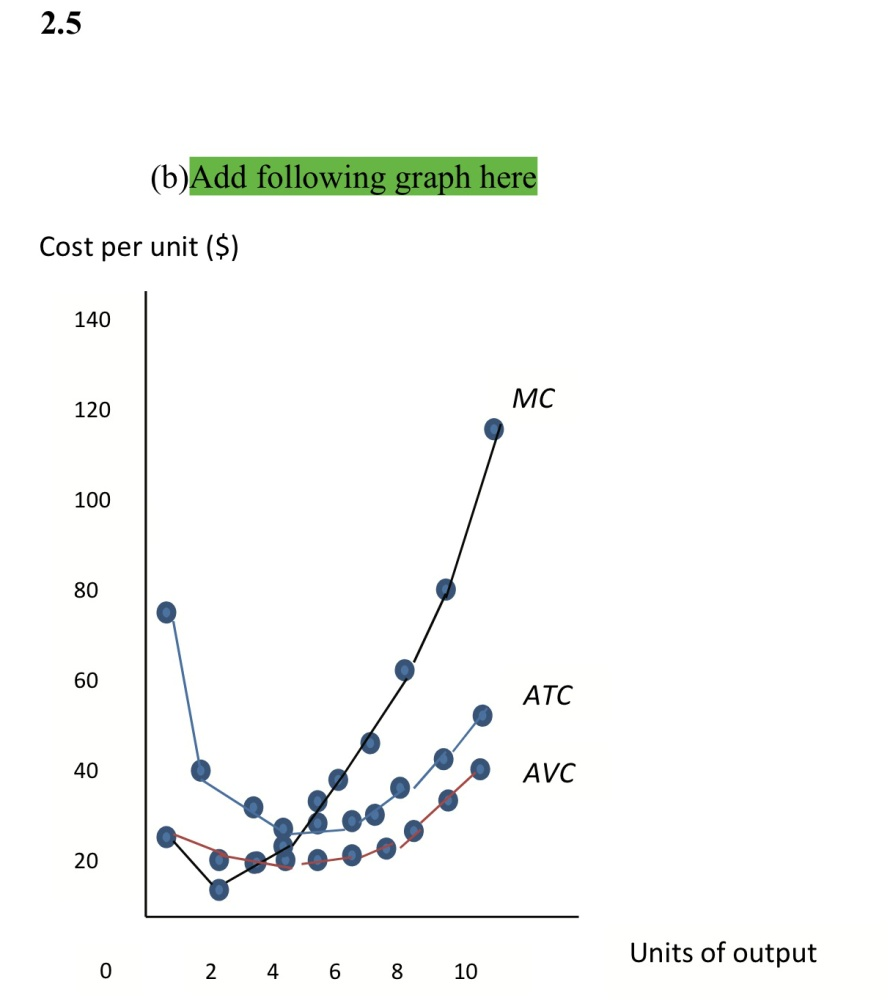 2.5
(b)Add following graph here
Cost per unit ($)
140
120
MC
100
80
60
ATC
40
AVC
20
Units of output
0 2 4 6 8 10